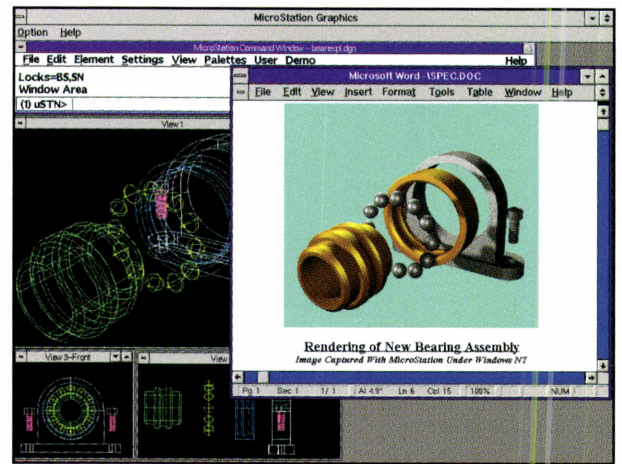 MicroStation Graphics
Option Help
MicroStation Command Window - bearexpl.dgn
File Edit Element Settings View Palettes User Demo Help
Locks=BS,SN
Window Area
(1) uSTN>
View 1
Microsoft Word - \SPEC.DOC
File Edit View Insert Format Tools Table Window Help
Rendering of New Bearing Assembly
Image Captured With MicroStation Under Windows NT
Pg 1 Sec 1 1/1 At 4.9" Ln 6 Col 15 100% NUM
View 3-Front
View